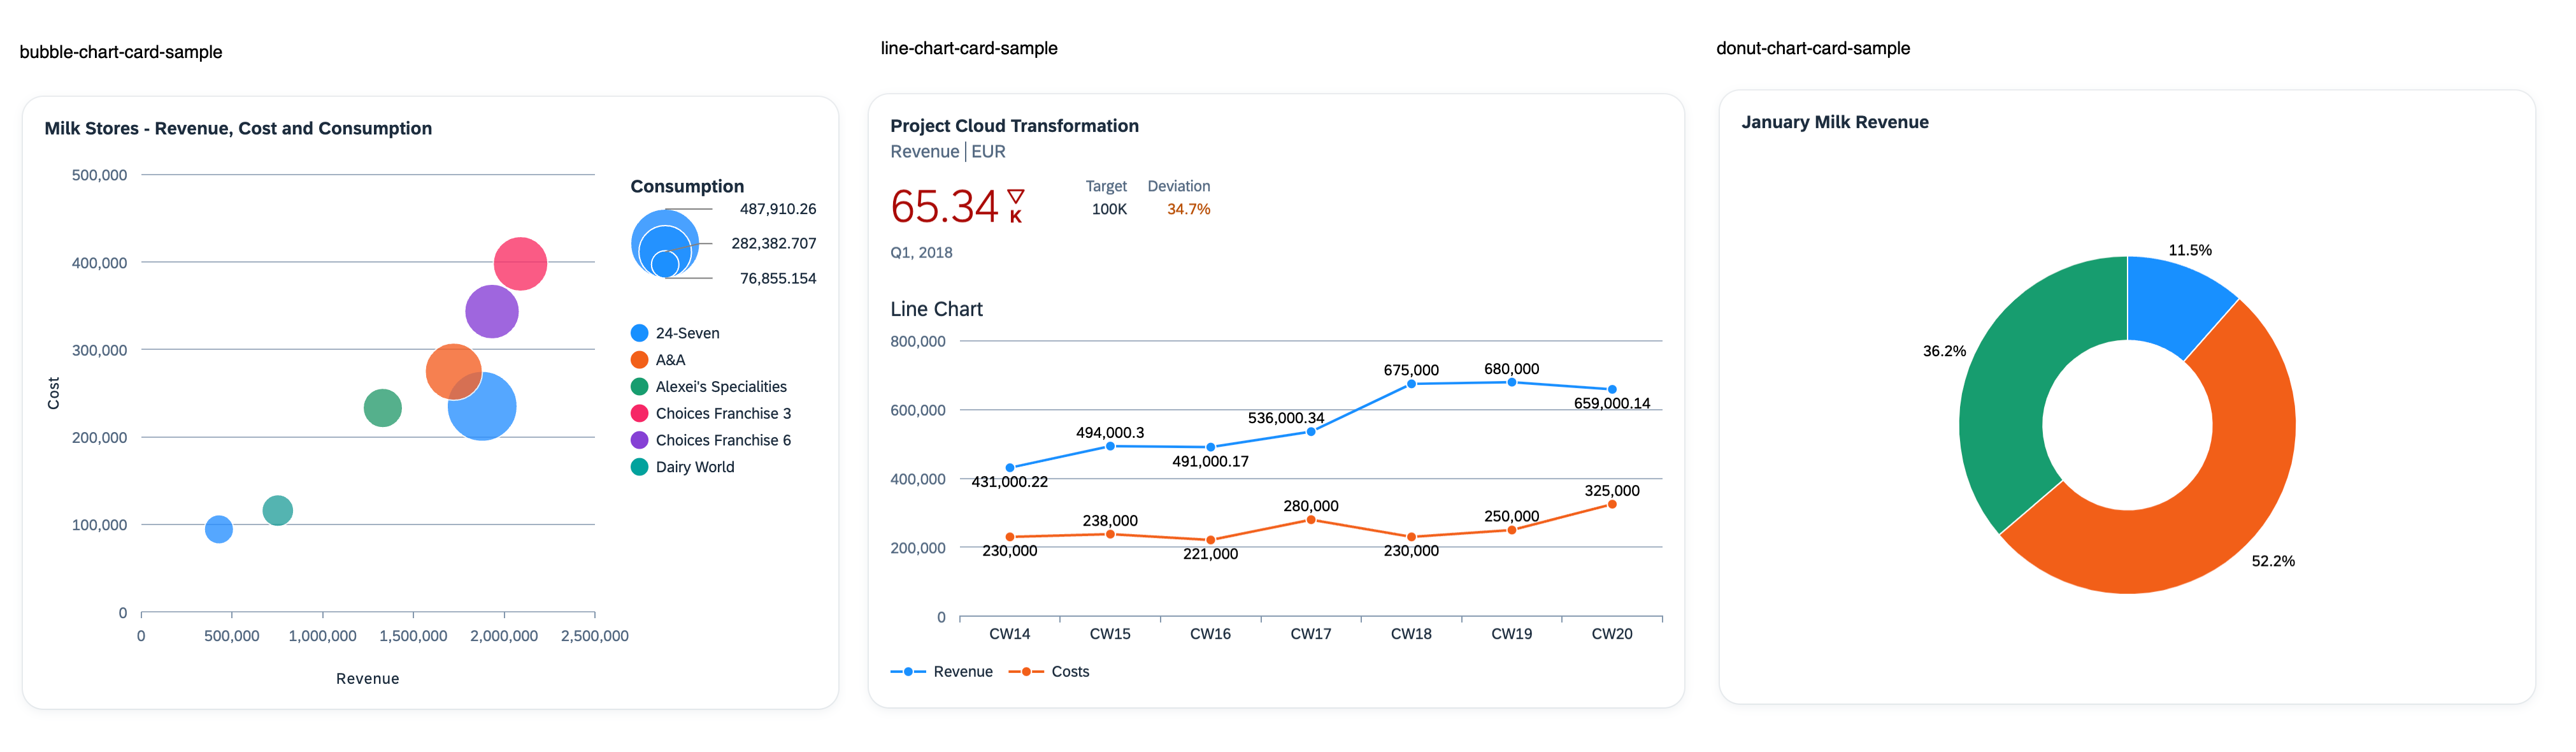 bubble-chart-card-sample
Milk Stores - Revenue, Cost and Consumption
500,000
400,000
300,000
200,000
100,000
0
Cost
0 500,000 1,000,000 1,500,000 2,000,000 2,500,000
Revenue
Consumption
487,910.26
282,382.707
76,855.154
24-Seven
A&A
Alexei's Specialities
Choices Franchise 3
Choices Franchise 6
Dairy World
line-chart-card-sample
Project Cloud Transformation
Revenue | EUR
65.34 K
Target Deviation
100K 34.7%
Q1, 2018
Line Chart
800,000
600,000
400,000
200,000
0
431,000.22 494,000.3 491,000.17 536,000.34 675,000 680,000 659,000.14
230,000 238,000 221,000 280,000 230,000 250,000 325,000
CW14 CW15 CW16 CW17 CW18 CW19 CW20
Revenue Costs
donut-chart-card-sample
January Milk Revenue
11.5%
36.2%
52.2%